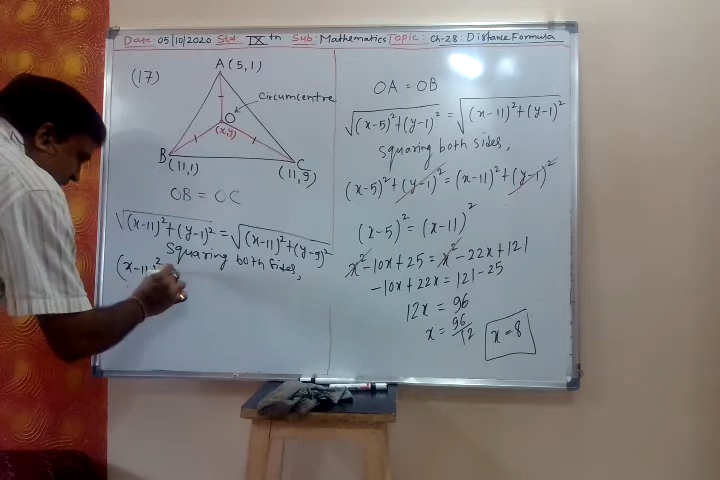 Date: 05/10/2020 Std: IX th Sub: Mathematics Topic: Ch-28: Distance Formula
(17)
A (5,1)
circumcentre
O
(x,y)
B
(11,1)
C
(11,9)
OB = OC
√(x-11)²+(y-1)² = √(x-11)²+(y-9)²
Squaring both sides,
(x-11)²
OA = OB
√(x-5)²+(y-1)² = √(x-11)²+(y-1)²
squaring both sides,
(x-5)²+(y-1)² = (x-11)²+(y-1)²
(x-5)² = (x-11)²
x²-10x+25 = x²-22x+121
-10x+22x = 121-25
12x = 96
x = 96/12
x=8